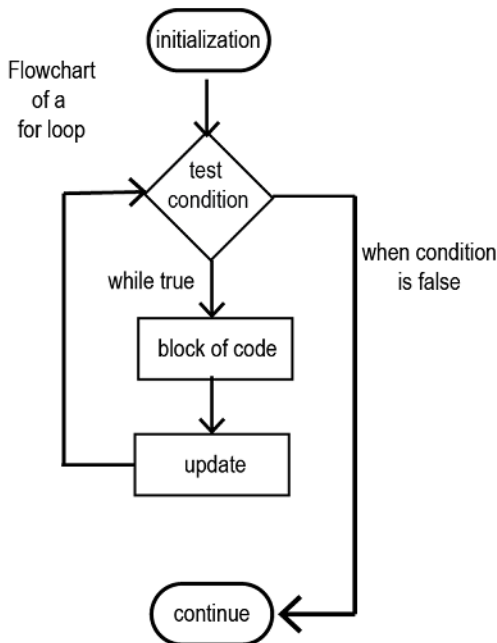 initialization
Flowchart
of a
for loop
test
condition
when condition
is false
while true
block of code
update
continue